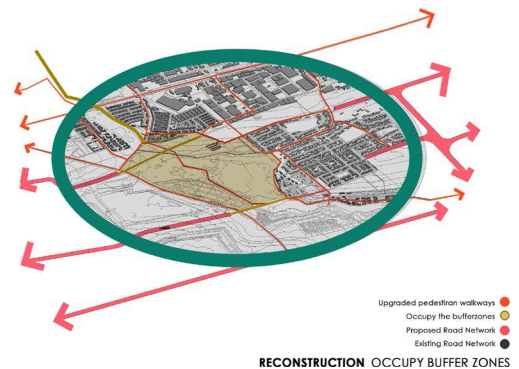 Upgraded pedestiran walkways
Occupy the bufferzones
Proposed Road Network
Existing Road Network
RECONSTRUCTION OCCUPY BUFFER ZONES